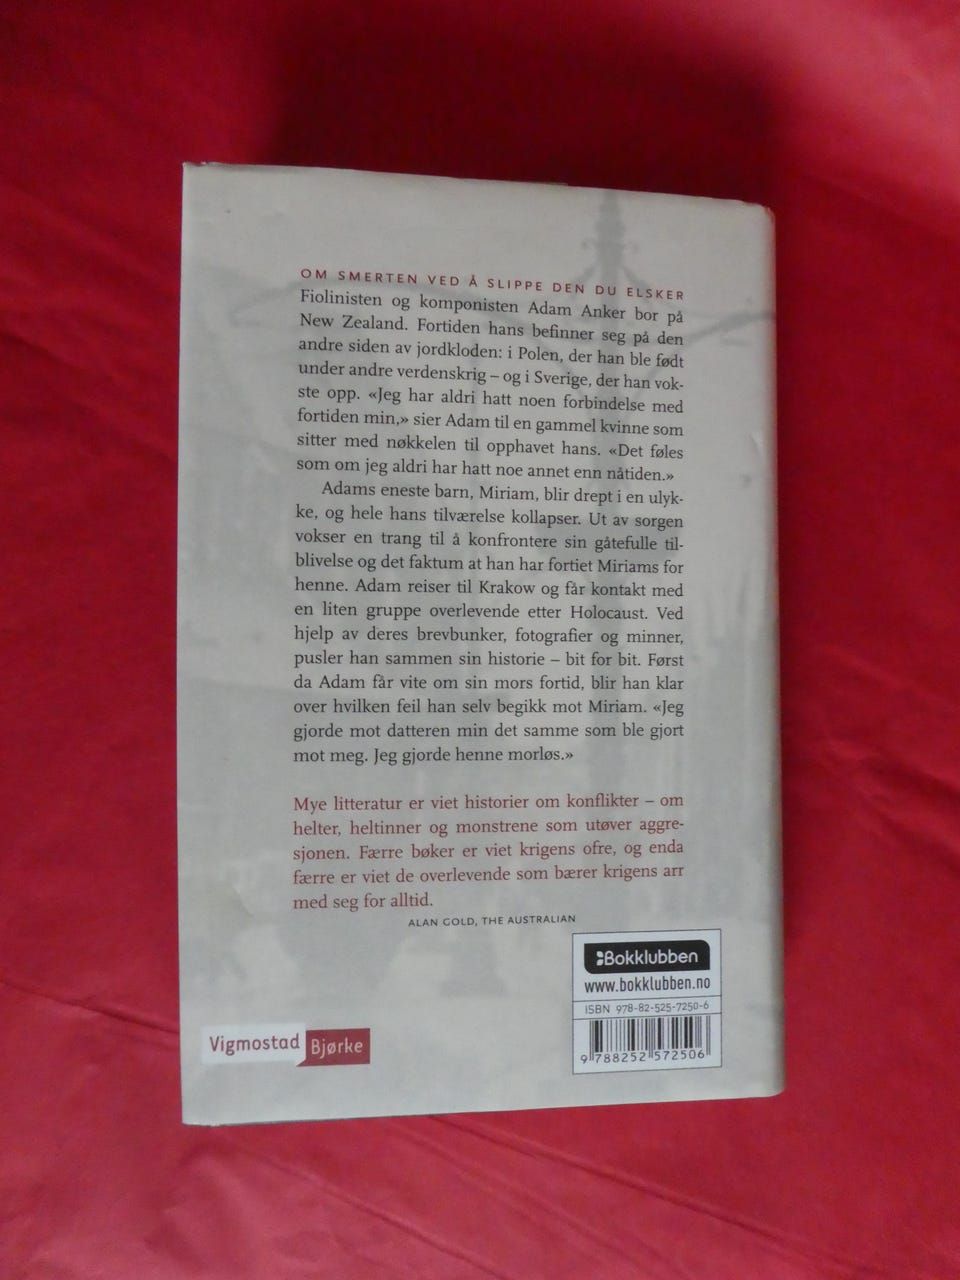 OM SMERTEN VED Å SLIPPE DEN DU ELSKER
Fiolinisten og komponisten Adam Anker bor på
New Zealand. Fortiden hans befinner seg på den
andre siden av jordkloden: i Polen, der han ble født
under andre verdenskrig – og i Sverige, der han vok-
ste opp. «Jeg har aldri hatt noen forbindelse med
fortiden min,» sier Adam til en gammel kvinne som
sitter med nøkkelen til opphavet hans. «Det føles
som om jeg aldri har hatt noe annet enn nåtiden.»
Adams eneste barn, Miriam, blir drept i en ulyk-
ke, og hele hans tilværelse kollapser. Ut av sorgen
vokser en trang til å konfrontere sin gåtefulle til-
blivelse og det faktum at han har fortiet Miriams for
henne. Adam reiser til Krakow og får kontakt med
en liten gruppe overlevende etter Holocaust. Ved
hjelp av deres brevbunker, fotografier og minner,
pusler han sammen sin historie – bit for bit. Først
da Adam får vite om sin mors fortid, blir han klar
over hvilken feil han selv begikk mot Miriam. «Jeg
gjorde mot datteren min det samme som ble gjort
mot meg. Jeg gjorde henne morløs.»
Mye litteratur er viet historier om konflikter – om
helter, heltinner og monstrene som utøver aggre-
sjonen. Færre bøker er viet krigens ofre, og enda
færre er viet de overlevende som bærer krigens arr
med seg for alltid.
ALAN GOLD, THE AUSTRALIAN
Bokklubben
www.bokklubben.no
ISBN 978-82-525-7250-6
9 788252 572506
Vigmostad Bjørke